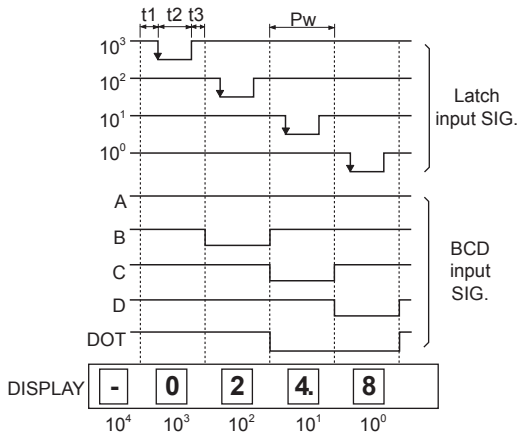 t1 t2 t3 Pw
10³
10²
10¹
10⁰
Latch
input SIG.
A
B
C
D
DOT
BCD
input
SIG.
DISPLAY - 0 2 4. 8
10⁴ 10³ 10² 10¹ 10⁰